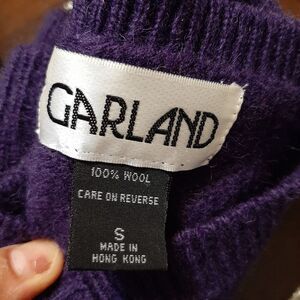 GARLAND
100% WOOL
CARE ON REVERSE
S
MADE IN
HONG KONG